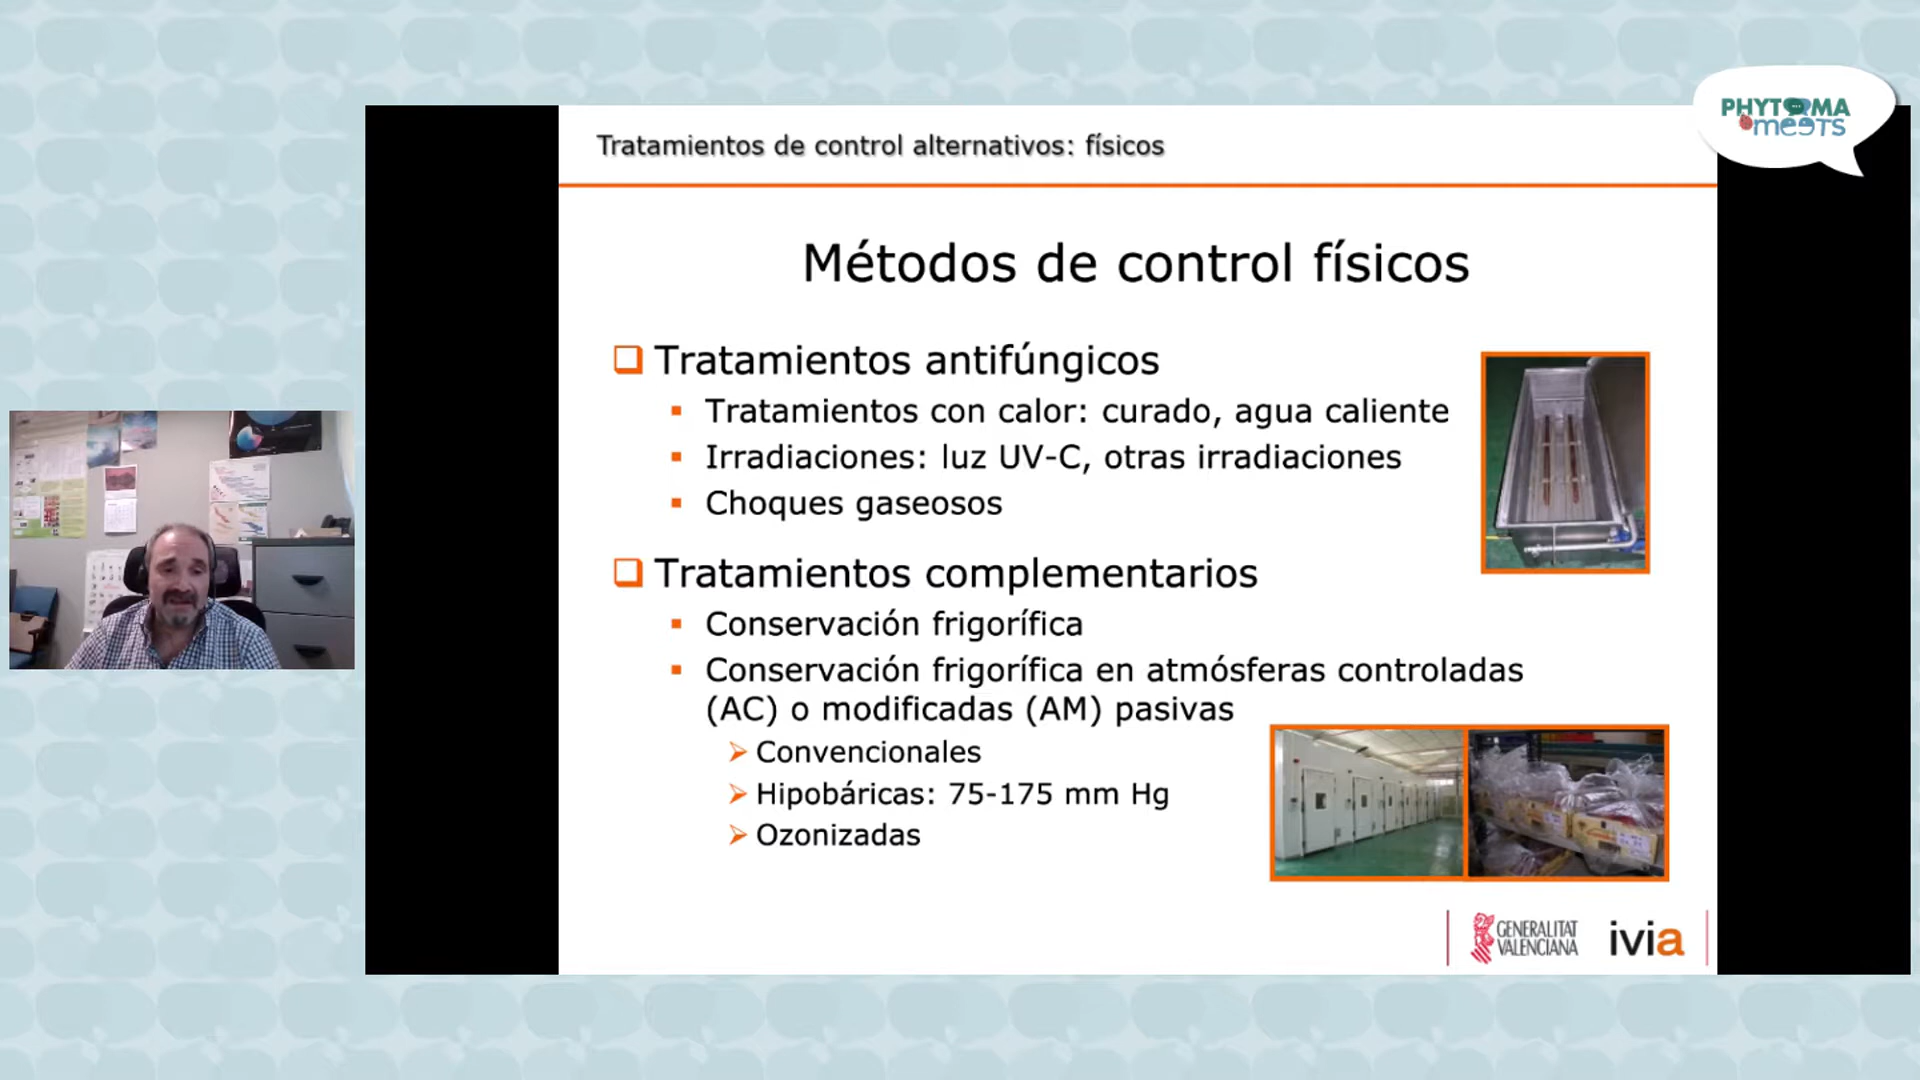 PHYTOMA
meets
Tratamientos de control alternativos: físicos
Métodos de control físicos
Tratamientos antifúngicos
Tratamientos con calor: curado, agua caliente
Irradiaciones: luz UV-C, otras irradiaciones
Choques gaseosos
Tratamientos complementarios
Conservación frigorífica
Conservación frigorífica en atmósferas controladas
(AC) o modificadas (AM) pasivas
Convencionales
Hipobáricas: 75-175 mm Hg
Ozonizadas
GENERALITAT
VALENCIANA
ivia